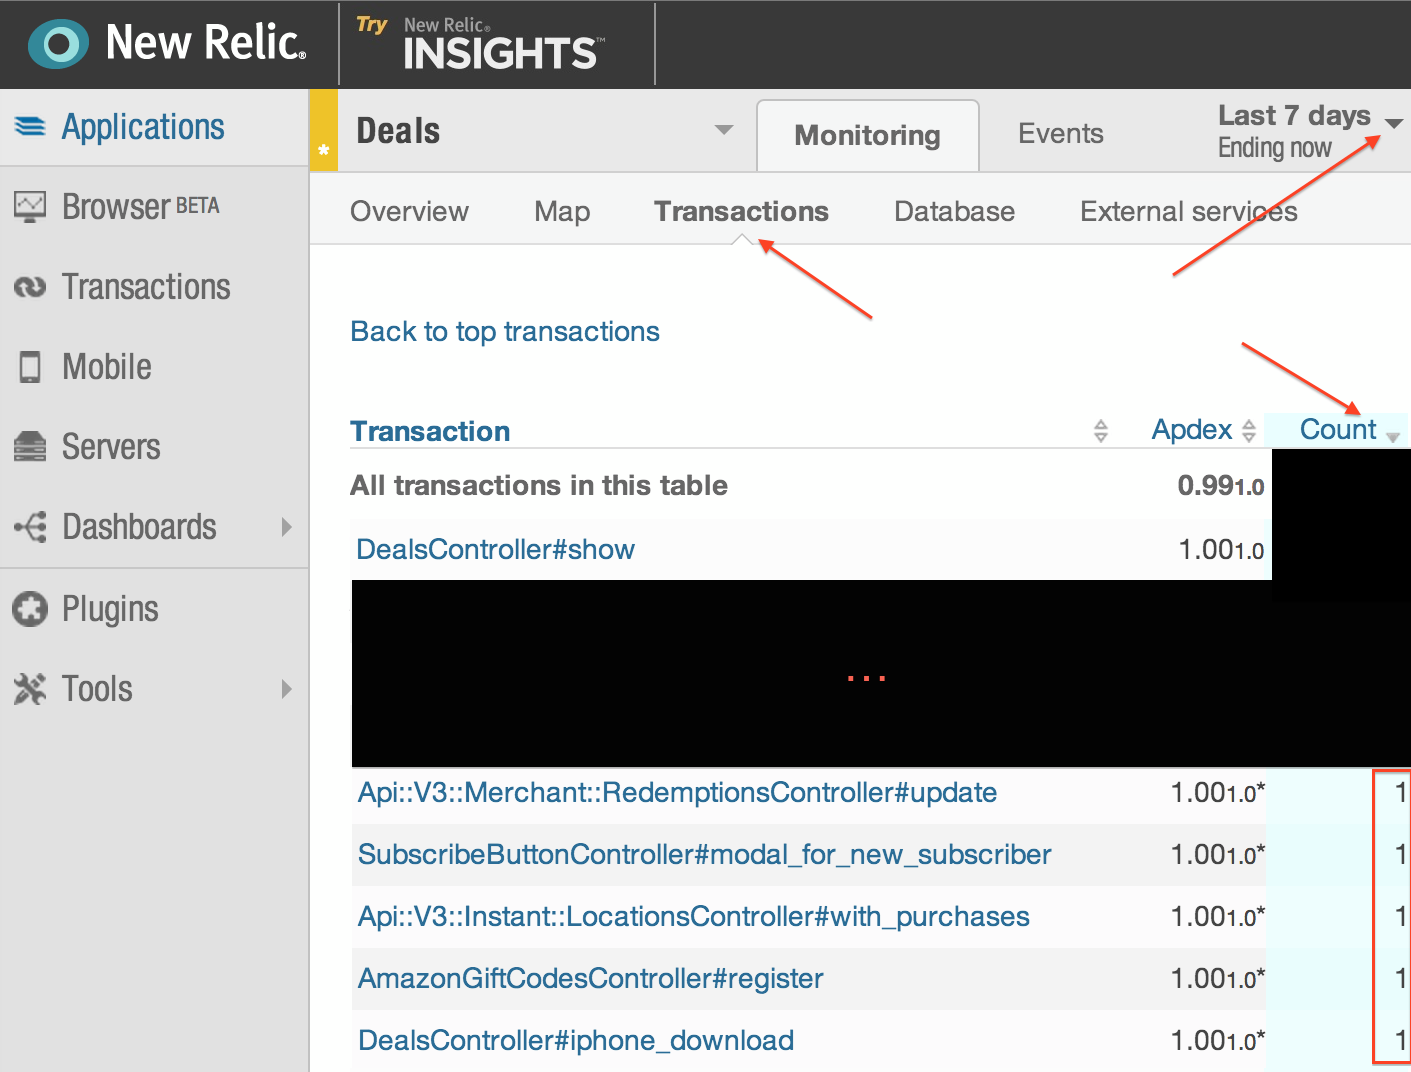 New Relic®
Try New Relic®
INSIGHTS™
Applications
Browser BETA
Transactions
Mobile
Servers
Dashboards
Plugins
Tools
* Deals
Monitoring
Events
Last 7 days
Ending now
Overview Map Transactions Database External services
Back to top transactions
Transaction Apdex Count
All transactions in this table 0.99 1.0
DealsController#show 1.00 1.0
...
Api::V3::Merchant::RedemptionsController#update 1.00 1.0* 1
SubscribeButtonController#modal_for_new_subscriber 1.00 1.0* 1
Api::V3::Instant::LocationsController#with_purchases 1.00 1.0* 1
AmazonGiftCodesController#register 1.00 1.0* 1
DealsController#iphone_download 1.00 1.0* 1